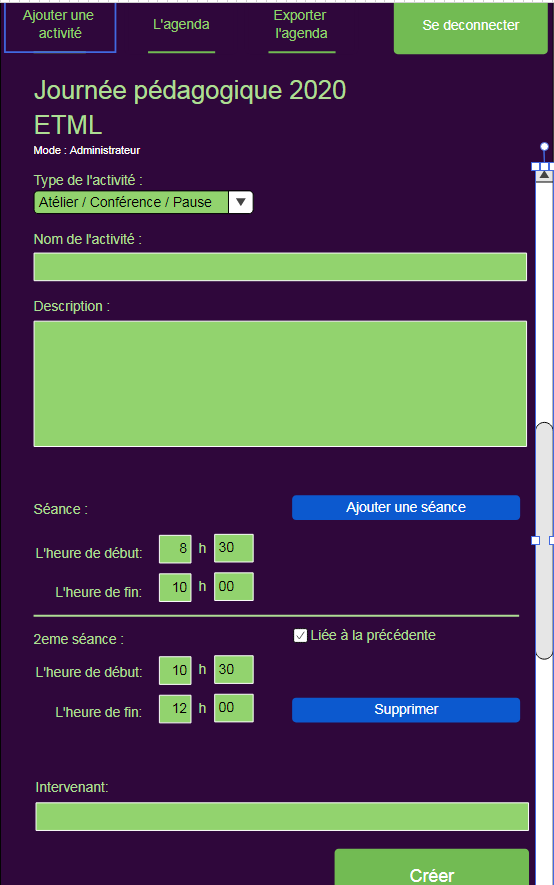 Ajouter une
activité
L'agenda
Exporter
l'agenda
Se deconnecter
Journée pédagogique 2020
ETML
Mode : Administrateur
Type de l'activité :
Atélier / Conférence / Pause
Nom de l'activité :
Description :
Séance :
Ajouter une séance
L'heure de début: 8 h 30
L'heure de fin: 10 h 00
2eme séance :
Liée à la précédente
L'heure de début: 10 h 30
L'heure de fin: 12 h 00
Supprimer
Intervenant:
Créer